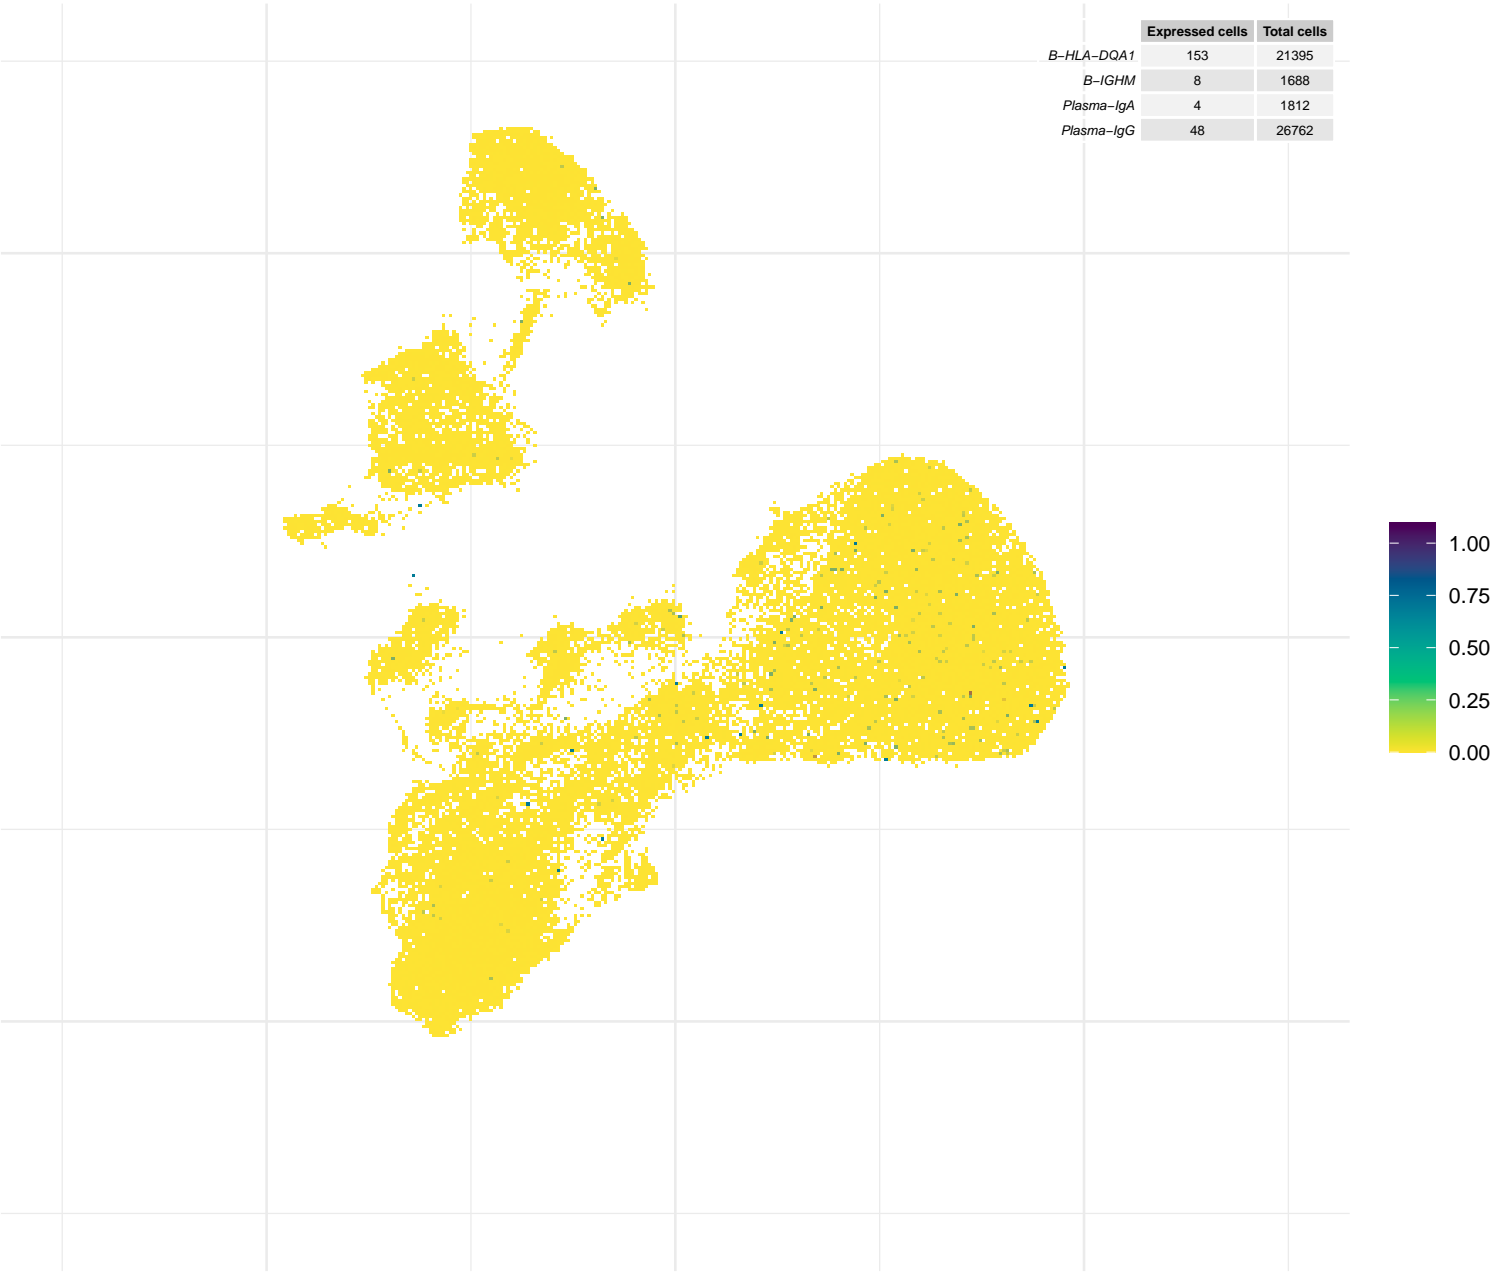 Expressed cells Total cells
B−HLA−DQA1 153 21395
B−IGHM 8 1688
Plasma−IgA 4 1812
Plasma−IgG 48 26762
1.00
0.75
0.50
0.25
0.00